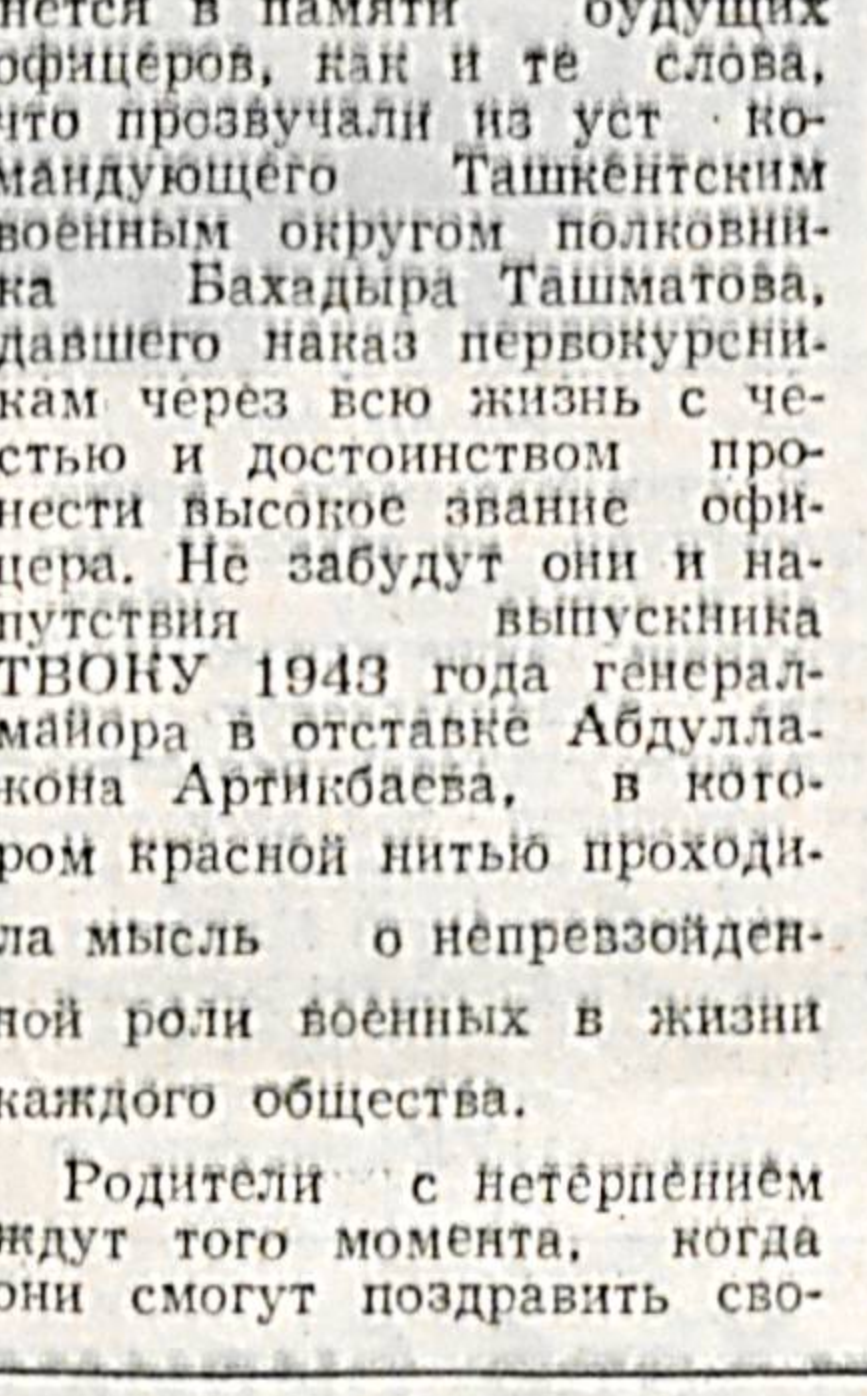 нется в памяти будущих
офицеров, как и те слова,
что прозвучали из уст ко-
мандующего Ташкентским
военным округом полковни-
ка Бахадыра Ташматова,
давшего наказ первокурсни-
кам через всю жизнь с че-
стью и достоинством про-
нести высокое звание офи-
цера. Не забудут они и на-
путствия выпускника
ТВОКУ 1943 года генерал-
майора в отставке Абдулла-
жона Артикбаева, в кото-
ром красной нитью проходи-
ла мысль о непревзойден-
ной роли военных в жизни
каждого общества.
Родители с нетерпением
ждут того момента, когда
они смогут поздравить сво-